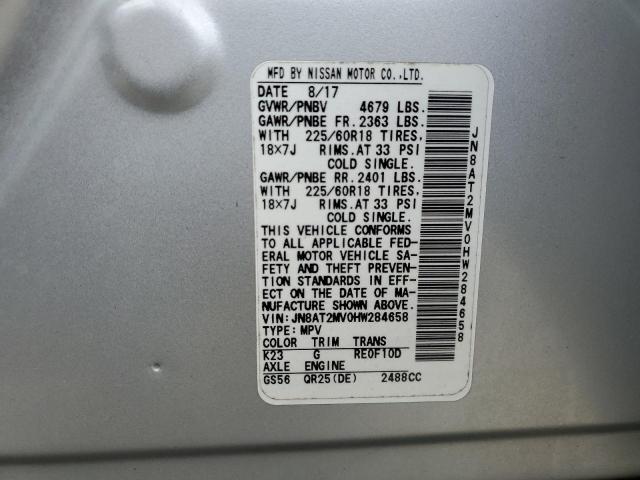 MFD BY NISSAN MOTOR CO.,LTD.
DATE 8/17
GVWR/PNBV 4679 LBS.
GAWR/PNBE FR.2363 LBS.
WITH 225/60R18 TIRES,
18×7J RIMS.AT 33 PSI
COLD SINGLE.
GAWR/PNBE RR.2401 LBS.
WITH 225/60R18 TIRES,
18×7J RIMS.AT 33 PSI
COLD SINGLE.
THIS VEHICLE CONFORMS
TO ALL APPLICABLE FED-
ERAL MOTOR VEHICLE SA-
FETY AND THEFT PREVEN-
TION STANDARDS IN EFF-
ECT ON THE DATE OF MA-
NUFACTURE SHOWN ABOVE.
VIN:JN8AT2MV0HW284658
TYPE:MPV
COLOR TRIM TRANS
K23 G RE0F10D
AXLE ENGINE
GS56 QR25(DE) 2488CC
JN8AT2MV0HW284658